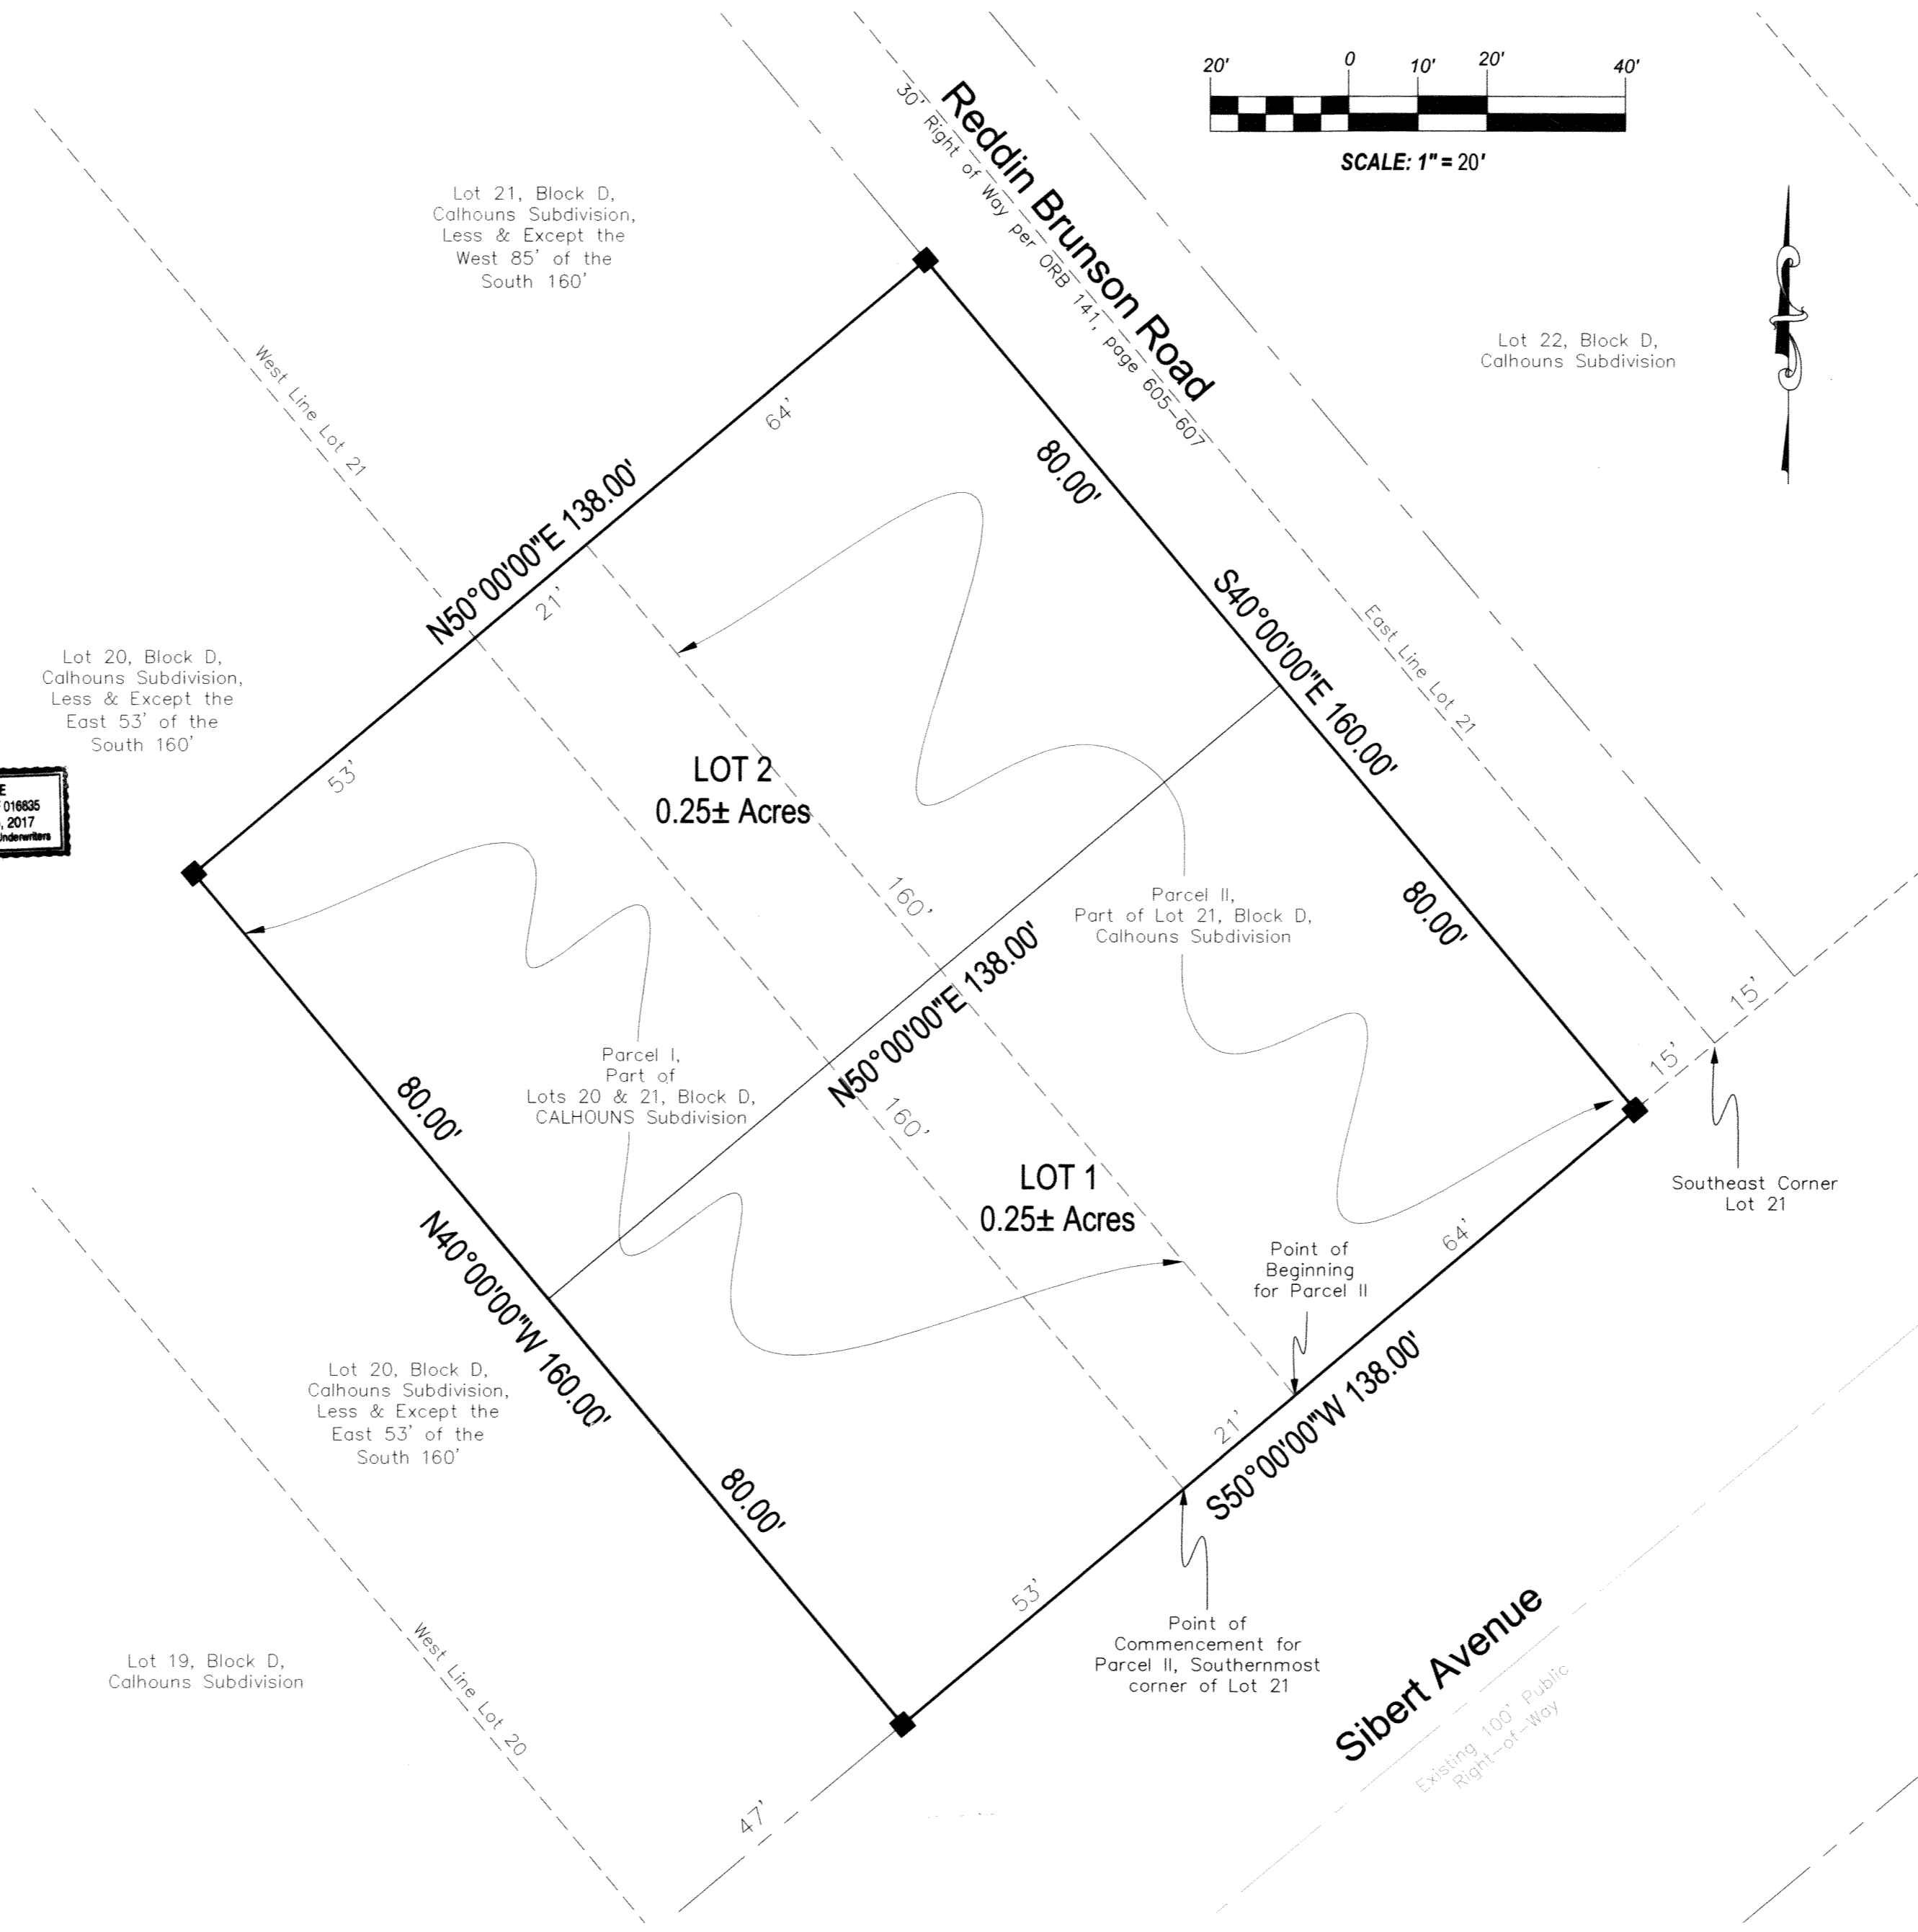 20' 0 10' 20' 40'
SCALE: 1" = 20'
Reddin Brunson Road
30' Right of Way per ORB 141, page 605-607
Lot 21, Block D,
Calhouns Subdivision,
Less & Except the
West 85' of the
South 160'
Lot 22, Block D,
Calhouns Subdivision
West Line Lot 21
64'
80.00'
N50°00'00"E 138.00'
21'
S40°00'00"E 160.00'
East Line Lot 21
Lot 20, Block D,
Calhouns Subdivision,
Less & Except the
East 53' of the
South 160'
53'
LOT 2
0.25± Acres
E
016835
, 2017
Underwriters
160'
Parcel II,
Part of Lot 21, Block D,
Calhouns Subdivision
80.00'
15'
15'
N50°00'00"E 138.00'
Parcel I,
Part of
Lots 20 & 21, Block D,
CALHOUNS Subdivision
80.00'
160'
LOT 1
0.25± Acres
Southeast Corner
Lot 21
64'
Point of
Beginning
for Parcel II
N40°00'00"W 160.00'
S50°00'00"W 138.00'
21'
Lot 20, Block D,
Calhouns Subdivision,
Less & Except the
East 53' of the
South 160'
80.00'
53'
Point of
Commencement for
Parcel II, Southernmost
corner of Lot 21
Sibert Avenue
Existing 100' Public
Right-of-Way
Lot 19, Block D,
Calhouns Subdivision
West Line Lot 20
47'